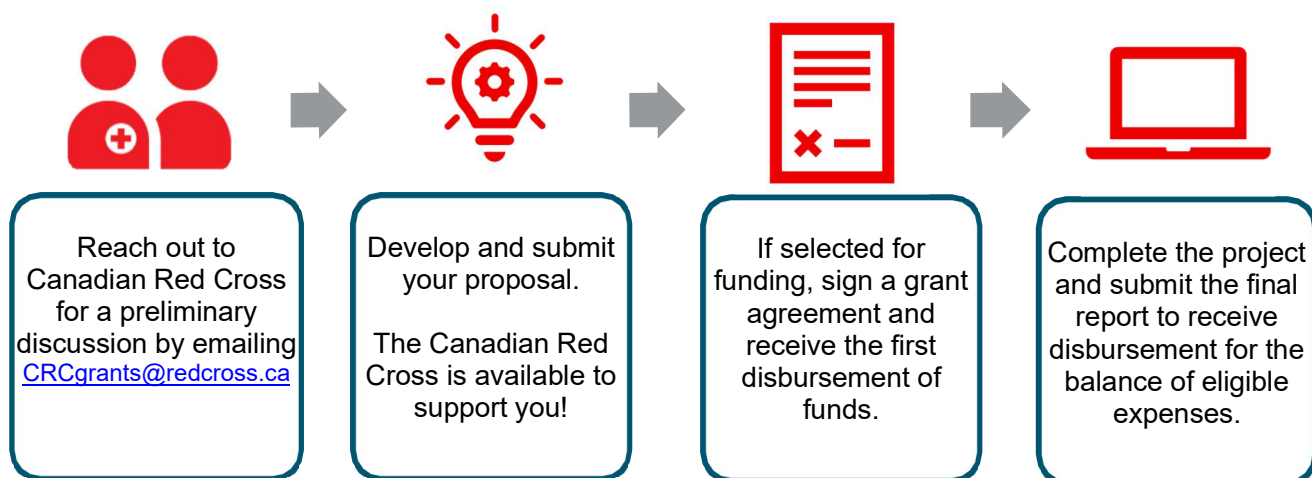 Reach out to
Canadian Red Cross
for a preliminary
discussion by emailing
CRCgrants@redcross.ca
Develop and submit
your proposal.
The Canadian Red
Cross is available to
support you!
If selected for
funding, sign a grant
agreement and
receive the first
disbursement of
funds.
Complete the project
and submit the final
report to receive
disbursement for the
balance of eligible
expenses.